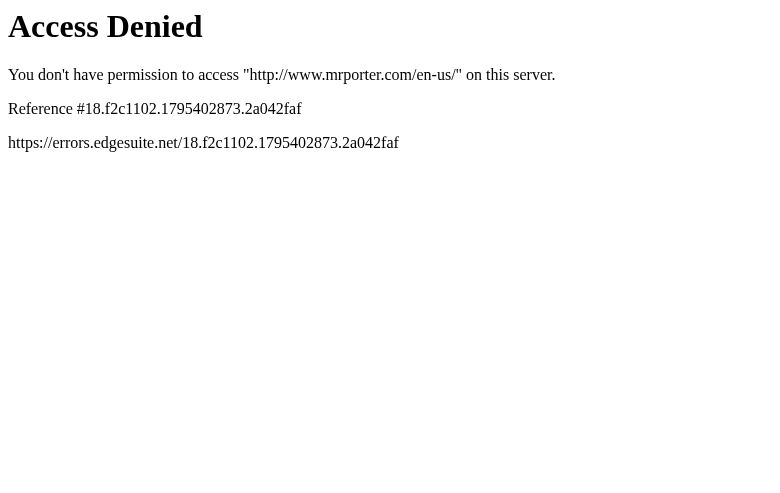 Access Denied
You don't have permission to access "http://www.mrporter.com/en-us/" on this server.
Reference #18.f2c1102.1795402873.2a042faf
https://errors.edgesuite.net/18.f2c1102.1795402873.2a042faf